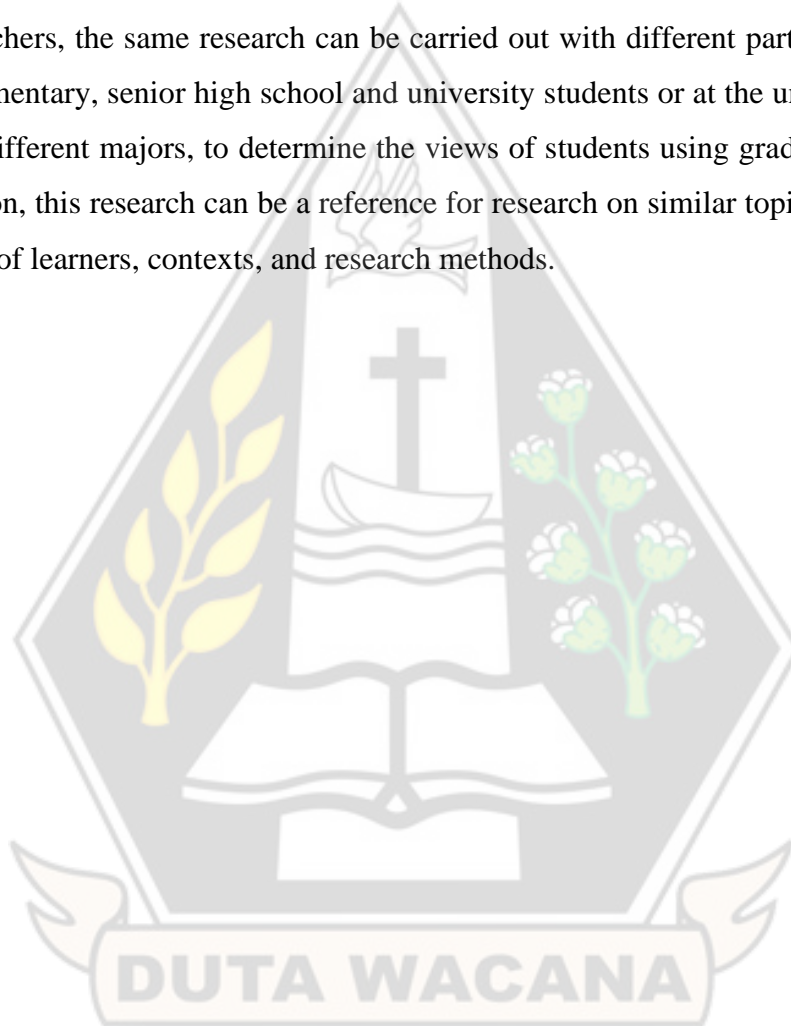 chers, the same research can be carried out with different part
mentary, senior high school and university students or at the u
ifferent majors, to determine the views of students using grad
on, this research can be a reference for research on similar topi
of learners, contexts, and research methods.
DUTA WACANA